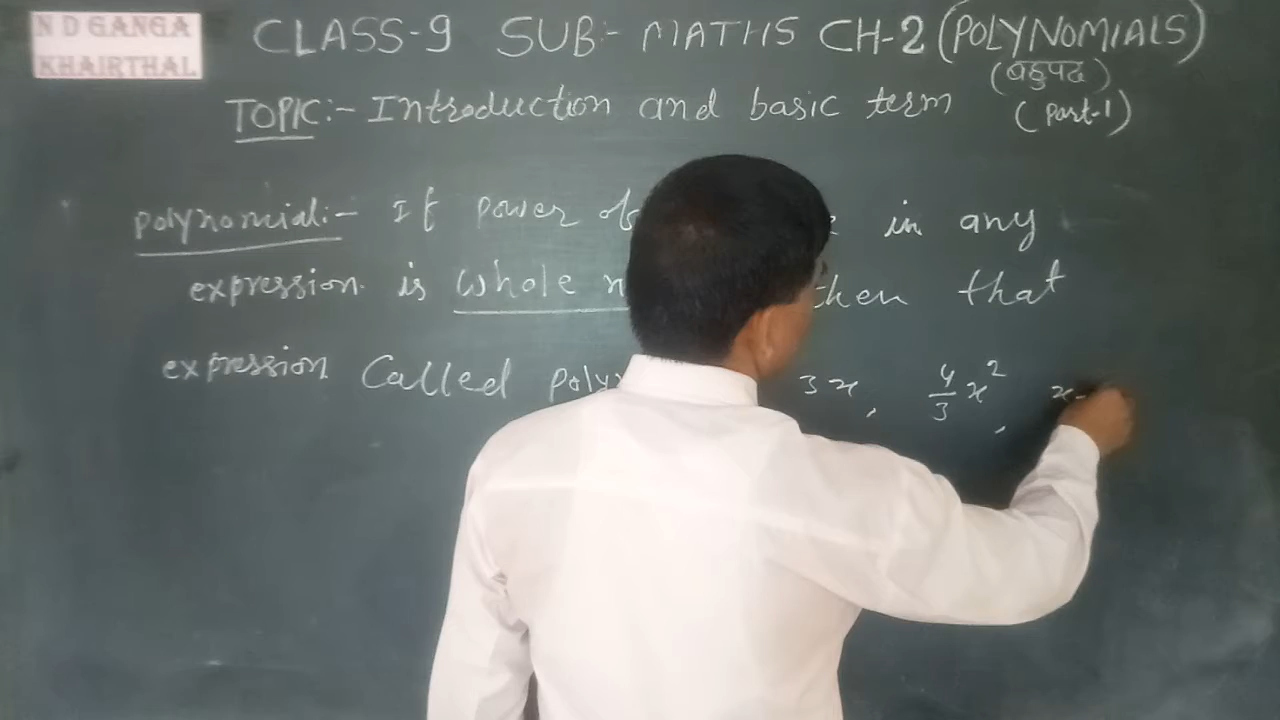 N D GANGA
KHAIRTHAL
CLASS-9 SUB:- MATHS CH-2 (POLYNOMIALS)
(बहुपद)
TOPIC:- Introduction and basic term (Part-1)
polynomial:- If power of in any
expression is whole then that
expression Called 3x, 4/3 x², x-